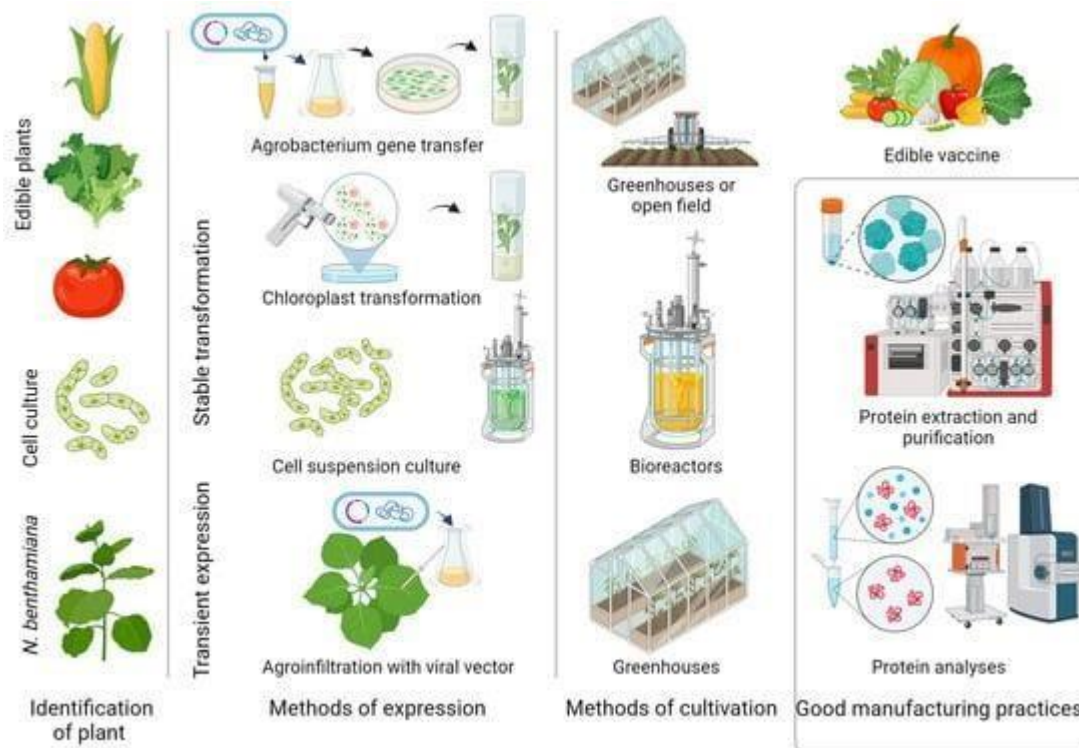 Edible plants
Cell culture
N. benthamiana
Identification
of plant
Stable transformation
Transient expression
Agrobacterium gene transfer
Chloroplast transformation
Cell suspension culture
Agroinfiltration with viral vector
Methods of expression
Greenhouses or
open field
Bioreactors
Greenhouses
Methods of cultivation
Edible vaccine
Protein extraction and
purification
Protein analyses
Good manufacturing practices